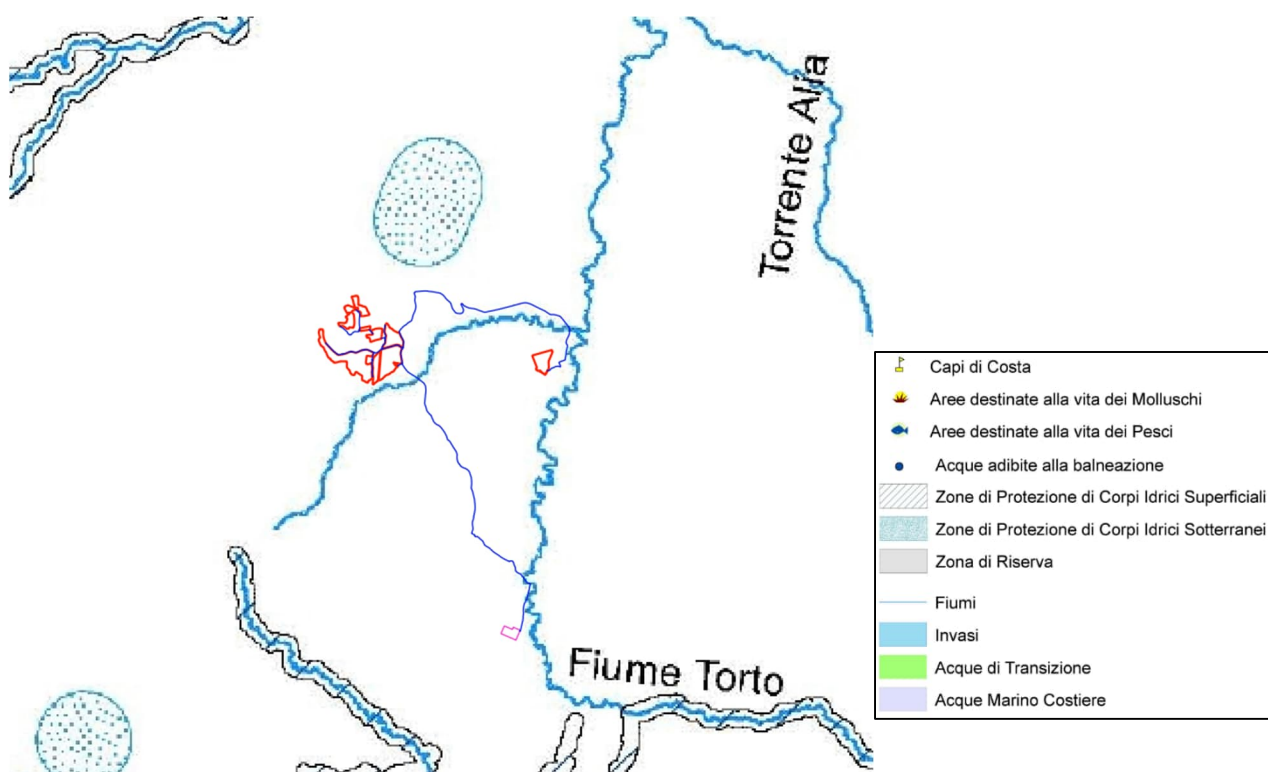 Torrente Alia
Fiume Torto
Capi di Costa
Aree destinate alla vita dei Molluschi
Aree destinate alla vita dei Pesci
Acque adibite alla balneazione
Zone di Protezione di Corpi Idrici Superficiali
Zone di Protezione di Corpi Idrici Sotterranei
Zona di Riserva
Fiumi
Invasi
Acque di Transizione
Acque Marino Costiere